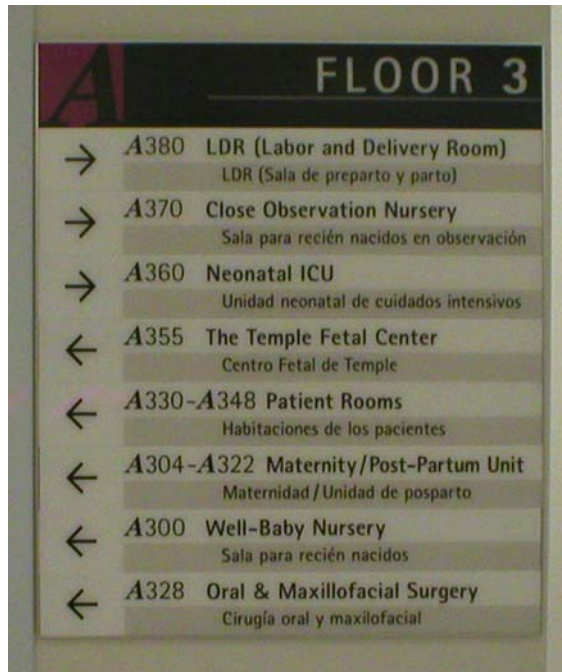 A FLOOR 3
→ A380 LDR (Labor and Delivery Room)
LDR (Sala de preparto y parto)
→ A370 Close Observation Nursery
Sala para recién nacidos en observación
→ A360 Neonatal ICU
Unidad neonatal de cuidados intensivos
← A355 The Temple Fetal Center
Centro Fetal de Temple
← A330-A348 Patient Rooms
Habitaciones de los pacientes
← A304-A322 Maternity/Post-Partum Unit
Maternidad/Unidad de posparto
← A300 Well-Baby Nursery
Sala para recién nacidos
← A328 Oral & Maxillofacial Surgery
Cirugía oral y maxilofacial